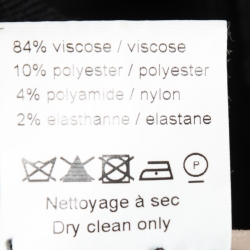 84% viscose / viscose
10% polyester / polyester
4% polyamide / nylon
2% elasthanne / elastane
P
Nettoyage à sec
Dry clean only